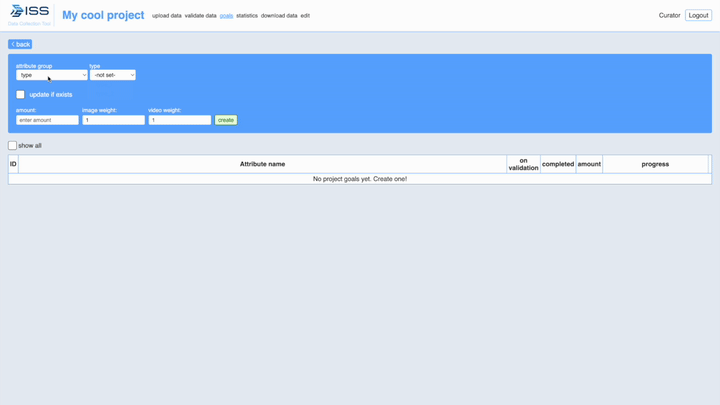 ISS
Data Collection Tool
My cool project
upload data validate data goals statistics download data edit
Curator
Logout
< back
attribute group
type
type
-not set-
update if exists
amount:
image weight:
video weight:
enter amount
1
1
create
show all
ID
Attribute name
on validation
completed
amount
progress
No project goals yet. Create one!